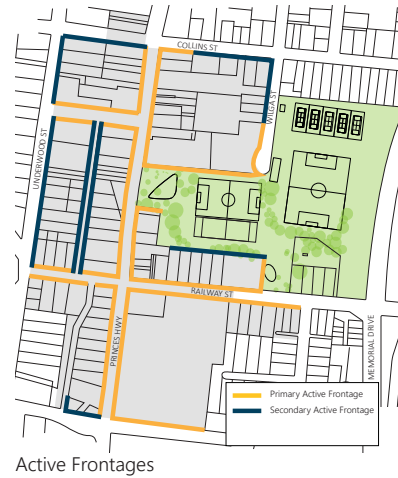 COLLINS ST
WILGA ST
UNDERWOOD ST
RAILWAY ST
PRINCES HWY
MEMORIAL DRIVE
Primary Active Frontage
Secondary Active Frontage
Active Frontages